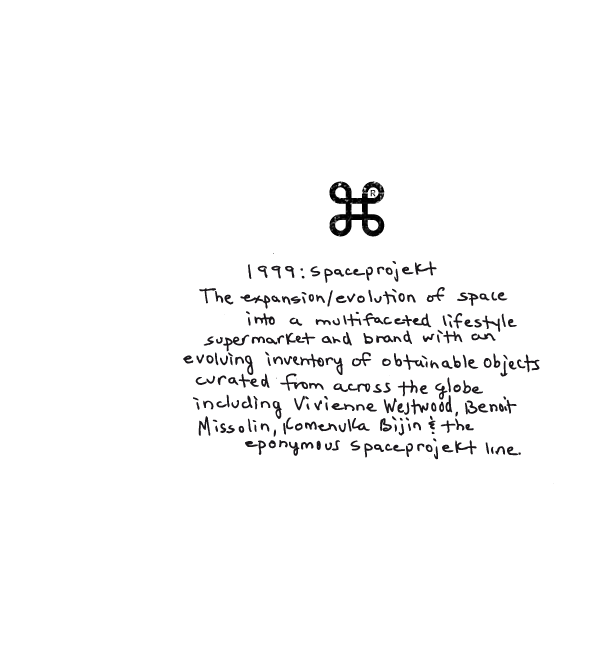 ®
1999: spaceprojekt
The expansion/evolution of space
into a multifaceted lifestyle
supermarket and brand with an
evolving inventory of obtainable objects
curated from across the globe
including Vivienne Westwood, Benoit
Missolin, Komenuka Bijin & the
eponymous spaceprojekt line.